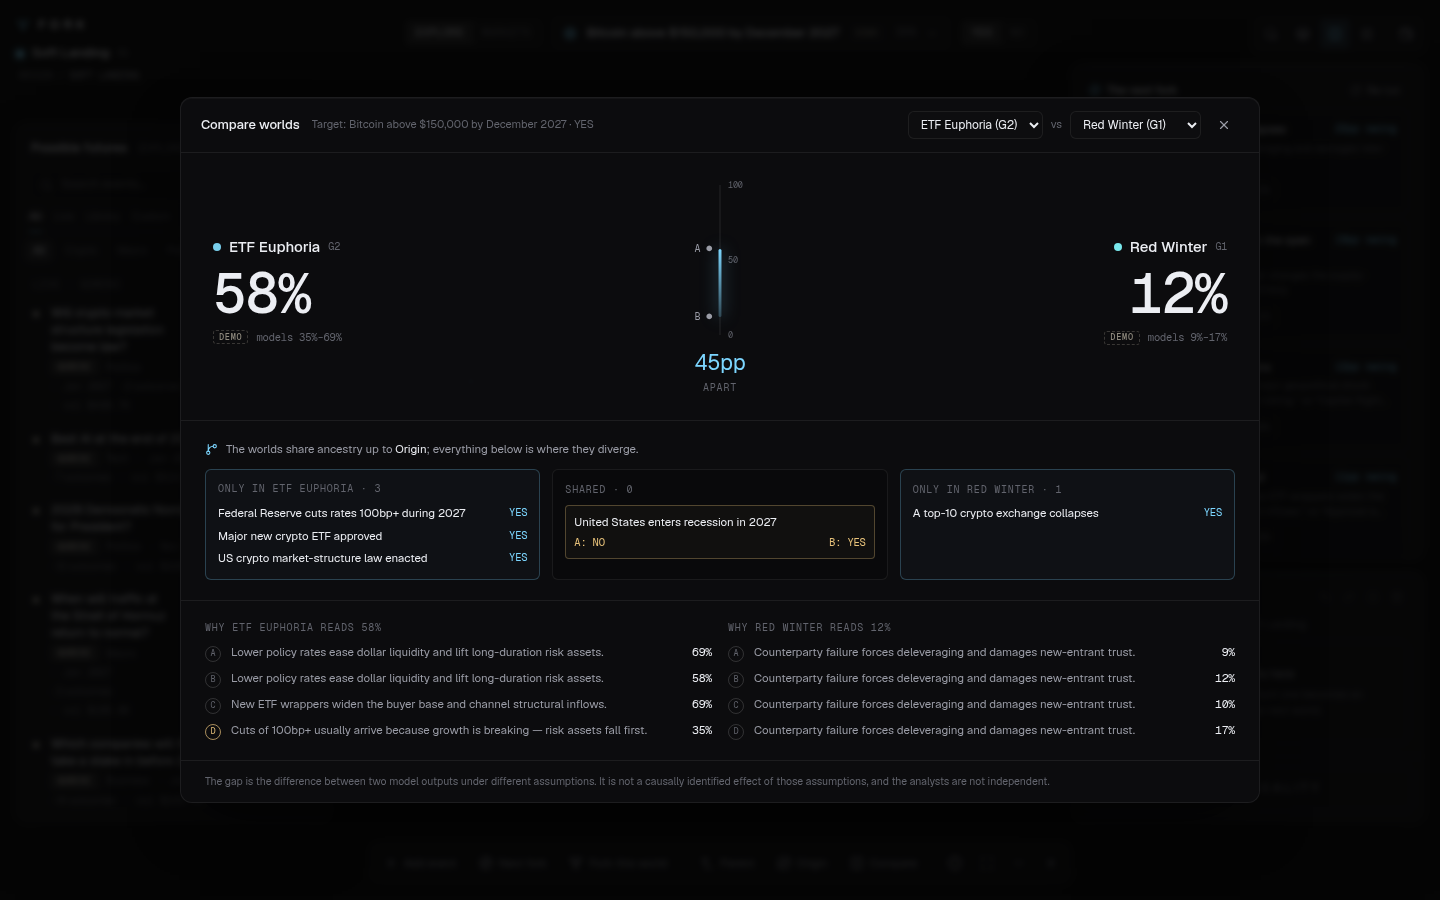 Compare worlds Target: Bitcoin above $150,000 by December 2027 · YES ETF Euphoria (G2) vs Red Winter (G1) ×
100
A
50
B
0
45pp
APART
ETF Euphoria G2
58%
DEMO models 35%–69%
Red Winter G1
12%
DEMO models 9%–17%
The worlds share ancestry up to Origin; everything below is where they diverge.
ONLY IN ETF EUPHORIA · 3
Federal Reserve cuts rates 100bp+ during 2027 YES
Major new crypto ETF approved YES
US crypto market-structure law enacted YES
SHARED · 0
United States enters recession in 2027
A: NO B: YES
ONLY IN RED WINTER · 1
A top-10 crypto exchange collapses YES
WHY ETF EUPHORIA READS 58%
A Lower policy rates ease dollar liquidity and lift long-duration risk assets. 69%
B Lower policy rates ease dollar liquidity and lift long-duration risk assets. 58%
C New ETF wrappers widen the buyer base and channel structural inflows. 69%
D Cuts of 100bp+ usually arrive because growth is breaking — risk assets fall first. 35%
WHY RED WINTER READS 12%
A Counterparty failure forces deleveraging and damages new-entrant trust. 9%
B Counterparty failure forces deleveraging and damages new-entrant trust. 12%
C Counterparty failure forces deleveraging and damages new-entrant trust. 10%
D Counterparty failure forces deleveraging and damages new-entrant trust. 17%
The gap is the difference between two model outputs under different assumptions. It is not a causally identified effect of those assumptions, and the analysts are not independent.